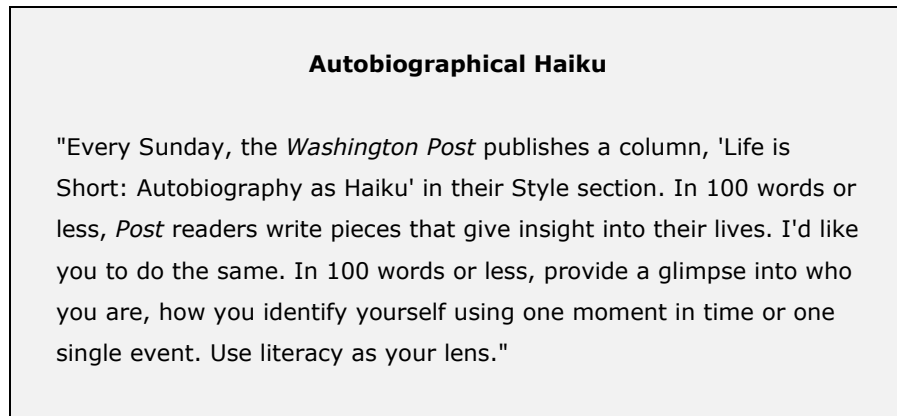 Autobiographical Haiku
"Every Sunday, the Washington Post publishes a column, 'Life is
Short: Autobiography as Haiku' in their Style section. In 100 words or
less, Post readers write pieces that give insight into their lives. I'd like
you to do the same. In 100 words or less, provide a glimpse into who
you are, how you identify yourself using one moment in time or one
single event. Use literacy as your lens."